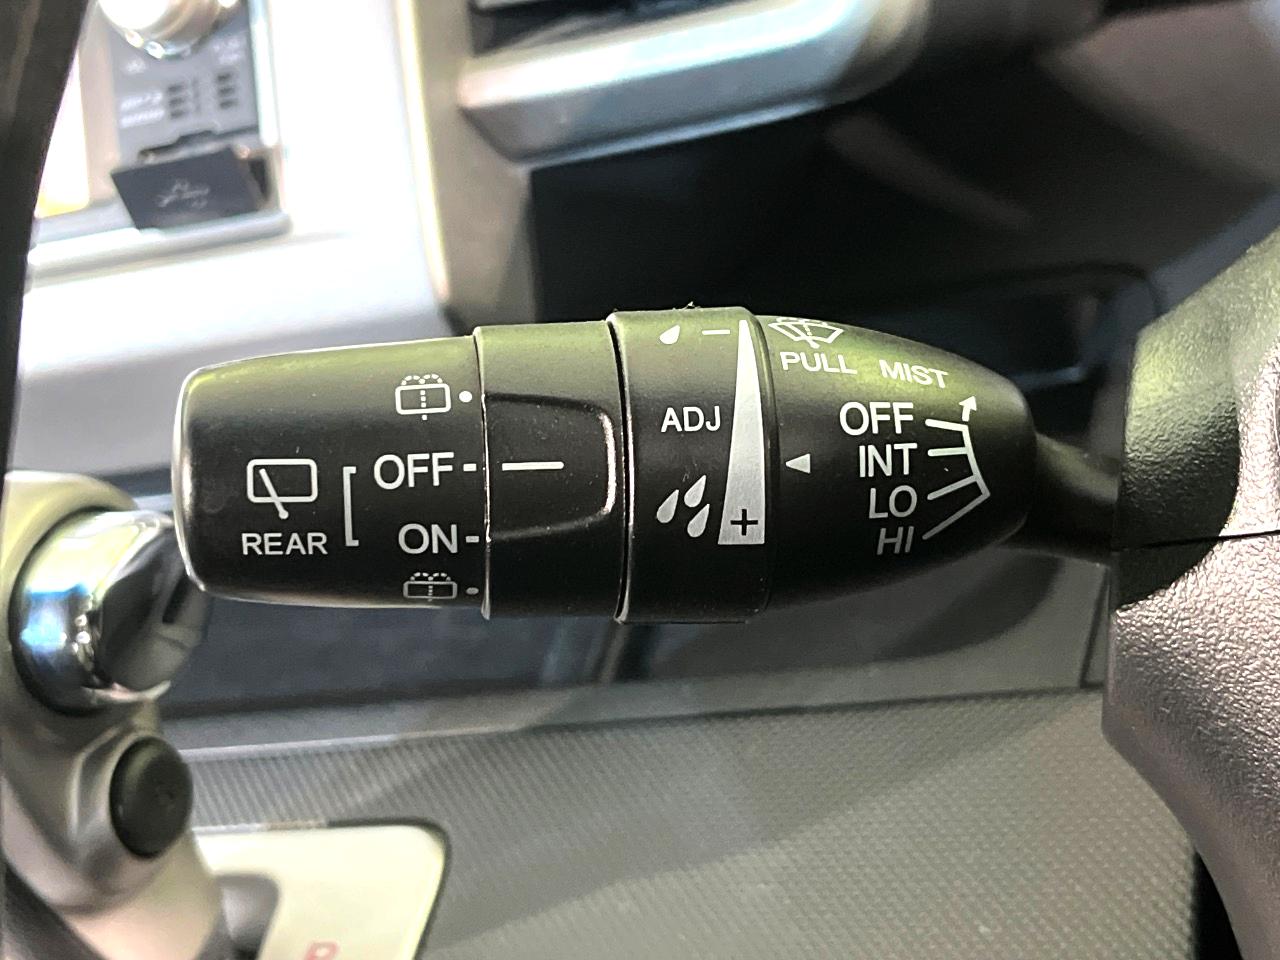 PULL MIST
ADJ
OFF
INT
LO
HI
OFF
REAR
ON
+
P